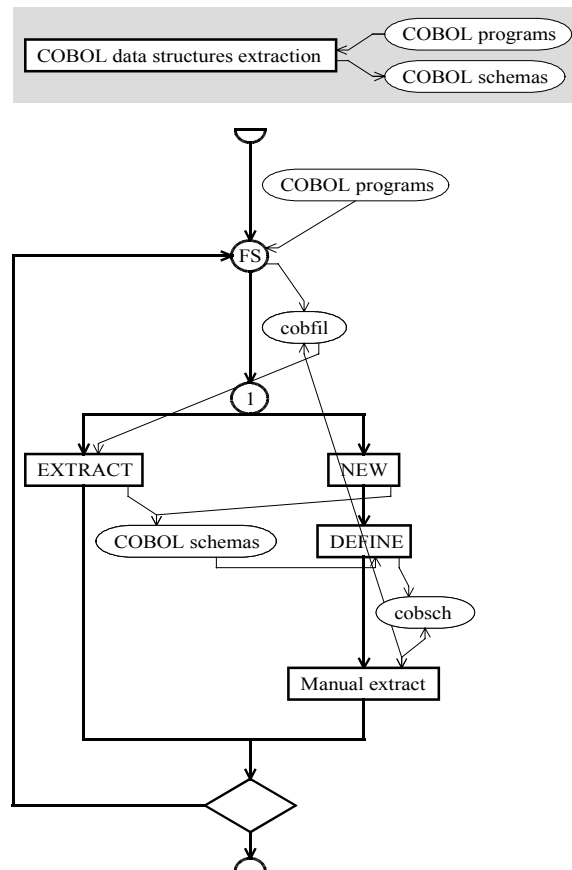 COBOL programs
COBOL data structures extraction
COBOL schemas
COBOL programs
FS
cobfil
1
EXTRACT
NEW
COBOL schemas
DEFINE
cobsch
Manual extract